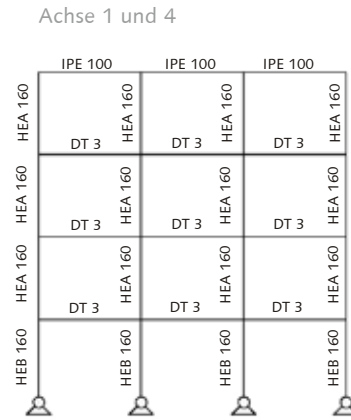 Achse 1 und 4
IPE 100 IPE 100 IPE 100
HEA 160 HEA 160 HEA 160 HEA 160
DT 3 DT 3 DT 3
HEA 160 HEA 160 HEA 160 HEA 160
DT 3 DT 3 DT 3
HEA 160 HEA 160 HEA 160 HEA 160
DT 3 DT 3 DT 3
HEB 160 HEB 160 HEB 160 HEB 160